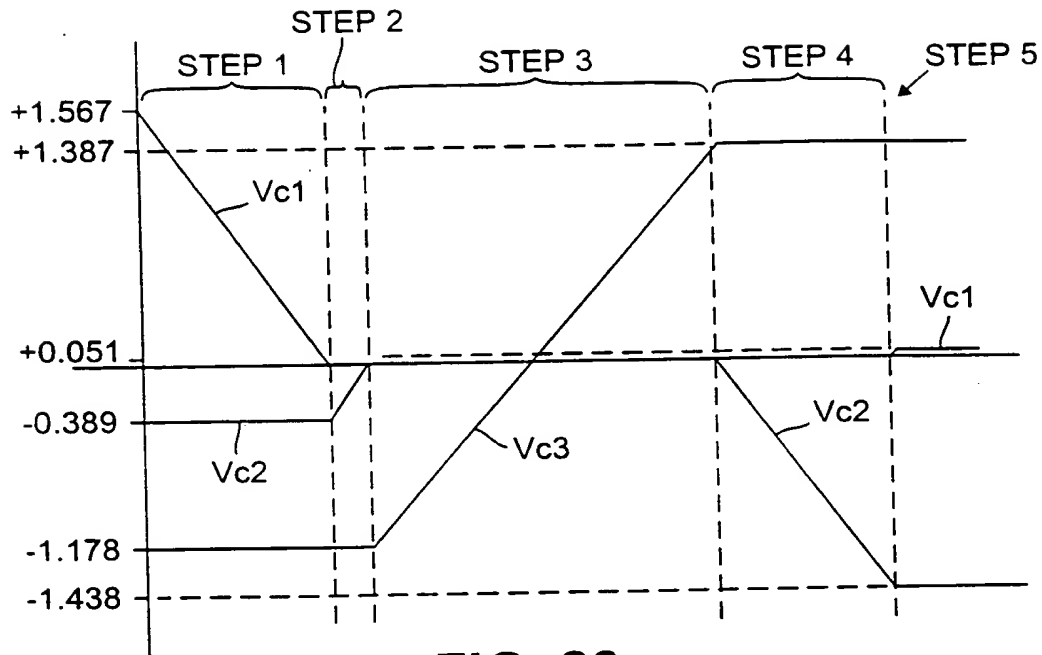 STEP 2
STEP 1
STEP 3
STEP 4
STEP 5
+1.567
+1.387
Vc1
Vc1
+0.051
-0.389
Vc2
Vc2
Vc3
-1.178
-1.438